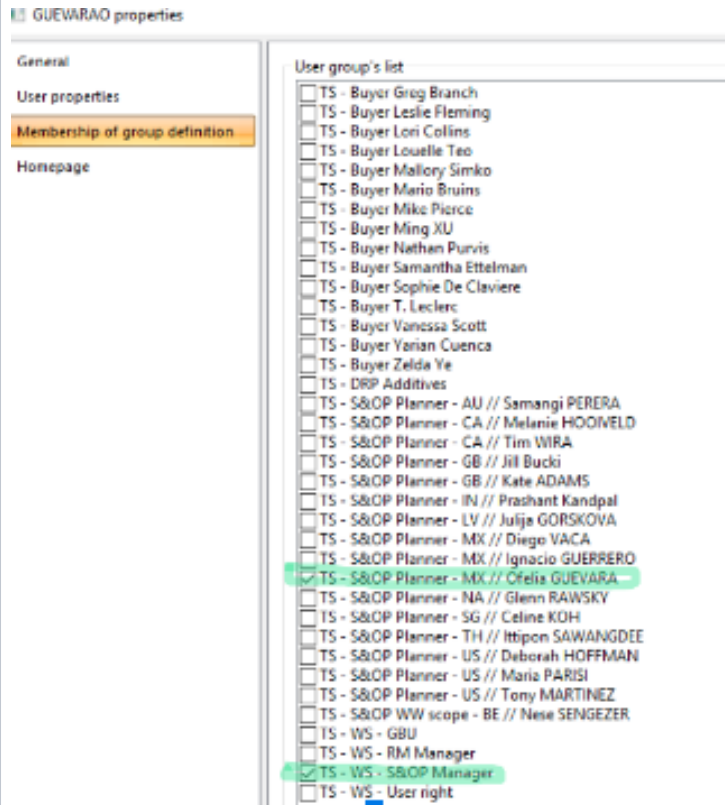 GUEVARAO properties
General
User properties
Membership of group definition
Homepage
User group's list
TS - Buyer Greg Branch
TS - Buyer Leslie Fleming
TS - Buyer Lori Collins
TS - Buyer Louelle Teo
TS - Buyer Mallory Simko
TS - Buyer Mario Bruins
TS - Buyer Mike Pierce
TS - Buyer Ming XU
TS - Buyer Nathan Purvis
TS - Buyer Samantha Ettelman
TS - Buyer Sophie De Claviere
TS - Buyer T. Leclerc
TS - Buyer Vanessa Scott
TS - Buyer Yarian Cuenca
TS - Buyer Zelda Ye
TS - DRP Additives
TS - S&OP Planner - AU // Samangi PERERA
TS - S&OP Planner - CA // Melanie HOOIVELD
TS - S&OP Planner - CA // Tim WIRA
TS - S&OP Planner - GB // Jill Bucki
TS - S&OP Planner - GB // Kate ADAMS
TS - S&OP Planner - IN // Prashant Kandpal
TS - S&OP Planner - LV // Julija GORSKOVA
TS - S&OP Planner - MX // Diego VACA
TS - S&OP Planner - MX // Ignacio GUERRERO
TS - S&OP Planner - MX // Ofelia GUEVARA
TS - S&OP Planner - NA // Glenn RAWSKY
TS - S&OP Planner - SG // Celine KOH
TS - S&OP Planner - TH // Ittipon SAWANGDEE
TS - S&OP Planner - US // Deborah HOFFMAN
TS - S&OP Planner - US // Maria PARISI
TS - S&OP Planner - US // Tony MARTINEZ
TS - S&OP WW scope - BE // Nese SENGEZER
TS - WS - GBU
TS - WS - RM Manager
TS - WS - S&OP Manager
TS - WS - User right